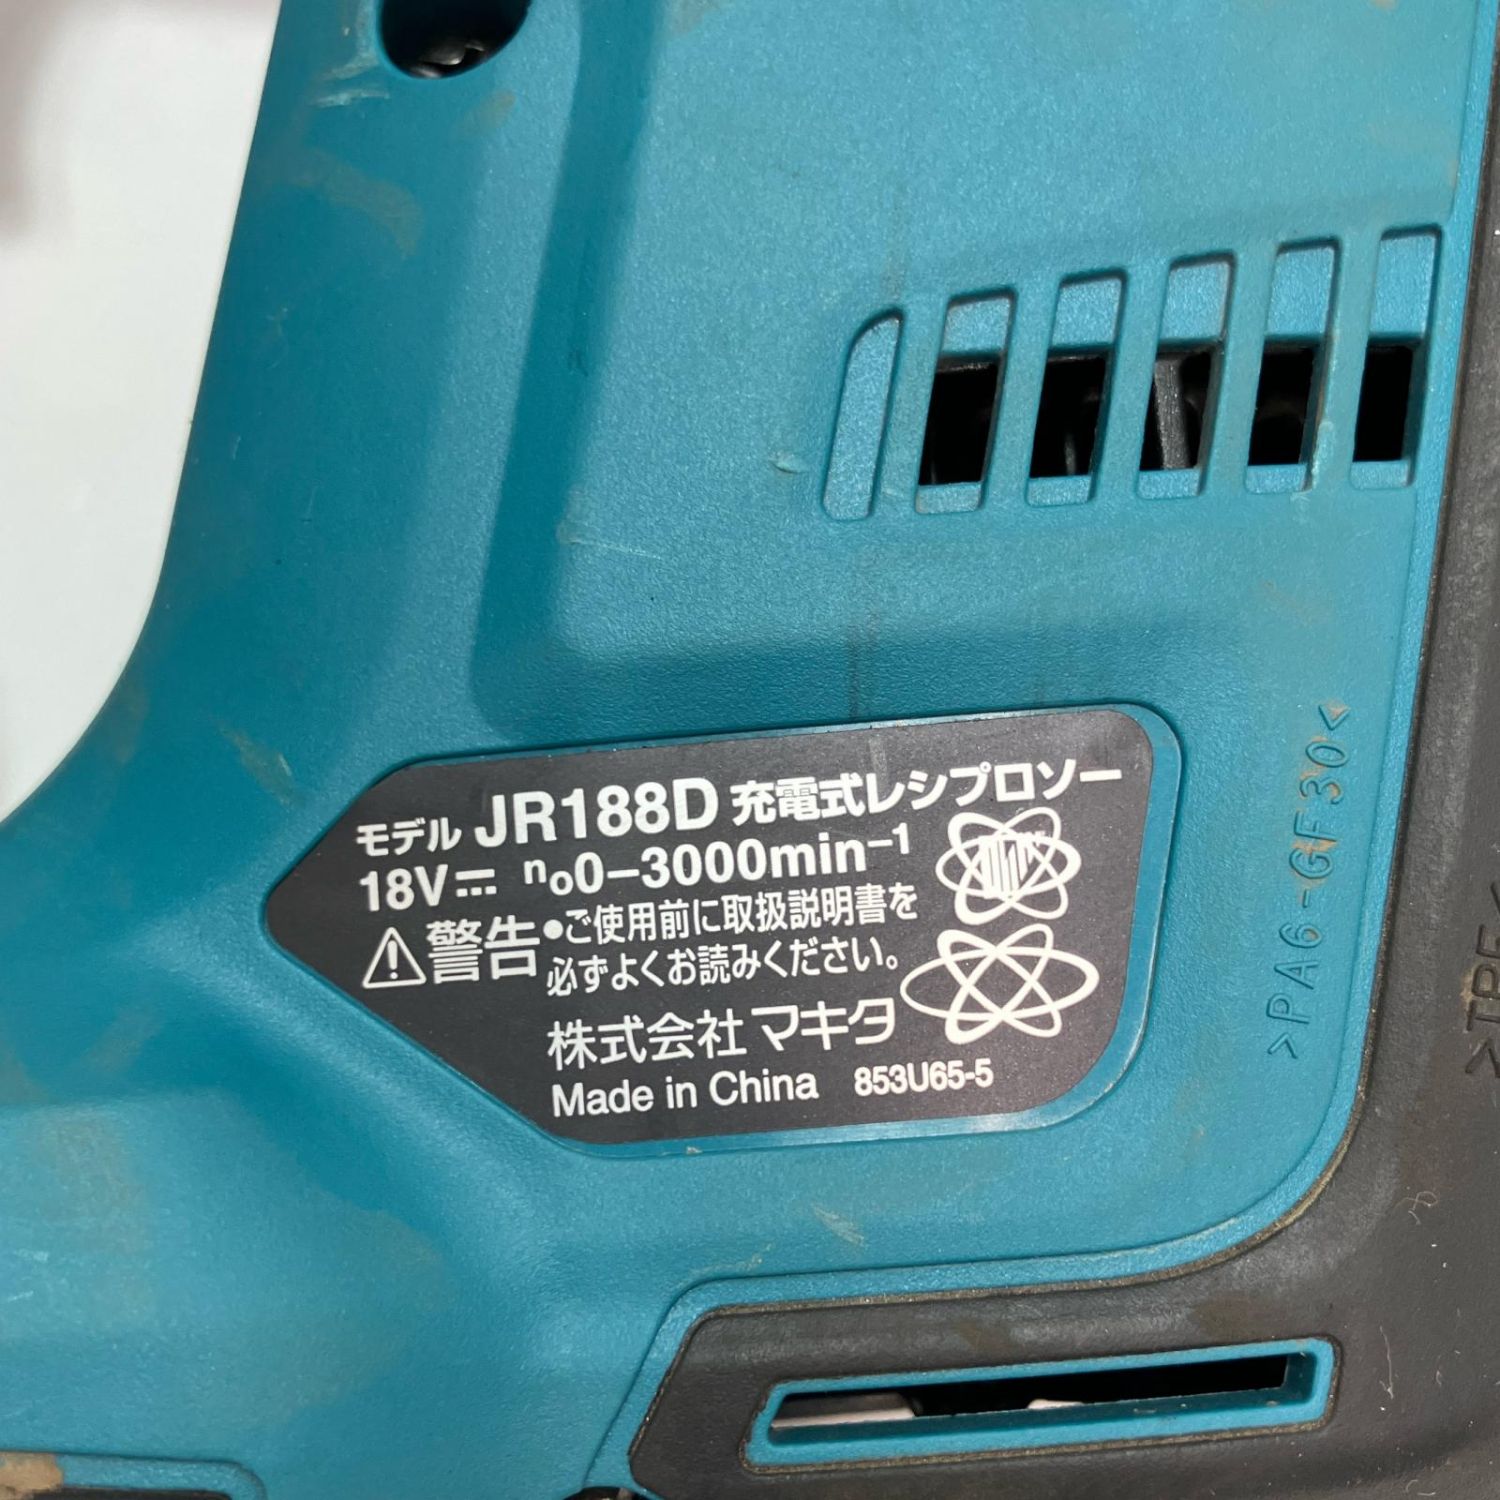 モデル JR188D 充電式レシプロソー
18V⎓ n₀0−3000min⁻¹
⚠警告 •ご使用前に取扱説明書を
必ずよくお読みください。
株式会社マキタ
Made in China 853U65-5
>PA6-GF30<
>TPE<